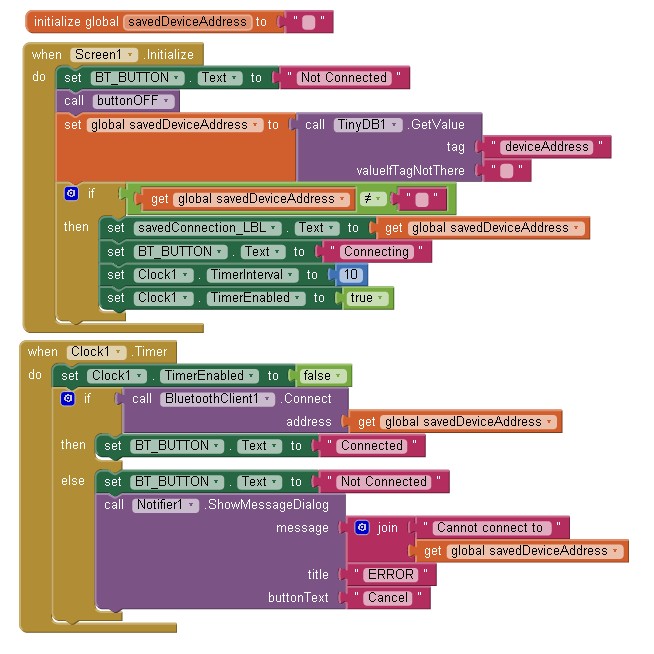 initialize global savedDeviceAddress to " "
when Screen1 .Initialize
do set BT_BUTTON . Text to " Not Connected "
call buttonOFF
set global savedDeviceAddress to call TinyDB1 .GetValue
tag " deviceAddress "
valueIfTagNotThere " "
if get global savedDeviceAddress ≠ " "
then set savedConnection_LBL . Text to get global savedDeviceAddress
set BT_BUTTON . Text to " Connecting "
set Clock1 . TimerInterval to 10
set Clock1 . TimerEnabled to true
when Clock1 .Timer
do set Clock1 . TimerEnabled to false
if call BluetoothClient1 .Connect
address get global savedDeviceAddress
then set BT_BUTTON . Text to " Connected "
else set BT_BUTTON . Text to " Not Connected "
call Notifier1 .ShowMessageDialog
message join " Cannot connect to "
get global savedDeviceAddress
title " ERROR "
buttonText " Cancel "